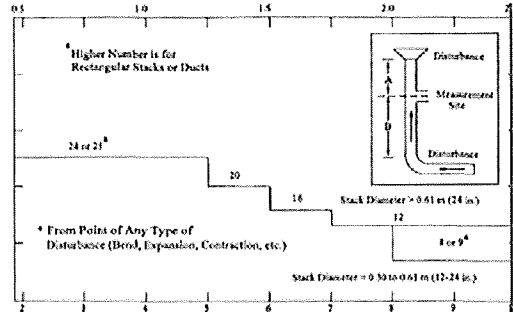 0.5 1.0 1.5 2.0
a Higher Number is for
Rectangular Stacks or Ducts
Disturbance
A
Measurement
Site
B
Disturbance
24 or 25 a
20
16
Stack Diameter > 0.61 m (24 in.)
12
* From Point of Any Type of
Disturbance (Bend, Expansion, Contraction, etc.)
8 or 9 a
Stack Diameter = 0.30 to 0.61 m (12-24 in.)
2 3 4 5 6 7 8 9